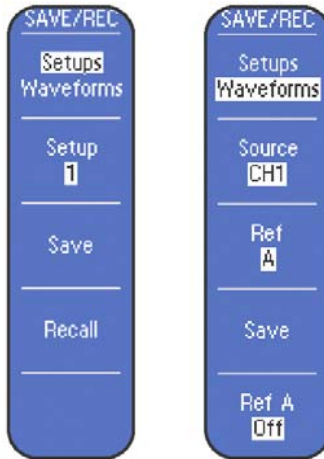 SAVE/REC
Setups
Waveforms
Setup
1
Save
Recall
SAVE/REC
Setups
Waveforms
Source
CH1
Ref
A
Save
Ref A
Off